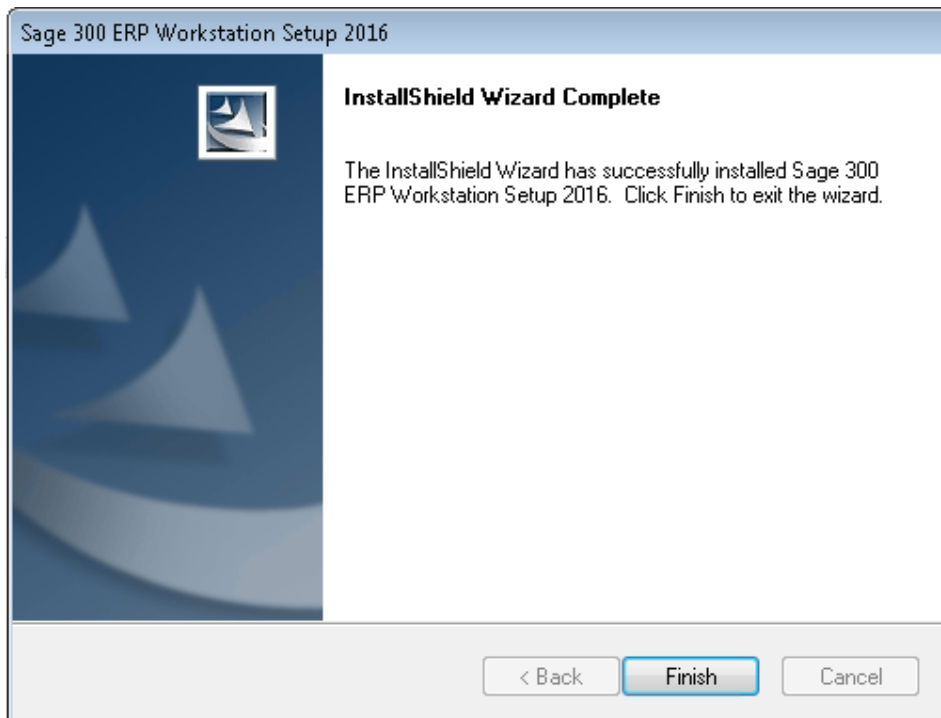 Sage 300 ERP Workstation Setup 2016
InstallShield Wizard Complete
The InstallShield Wizard has successfully installed Sage 300
ERP Workstation Setup 2016.  Click Finish to exit the wizard.
< Back
Finish
Cancel